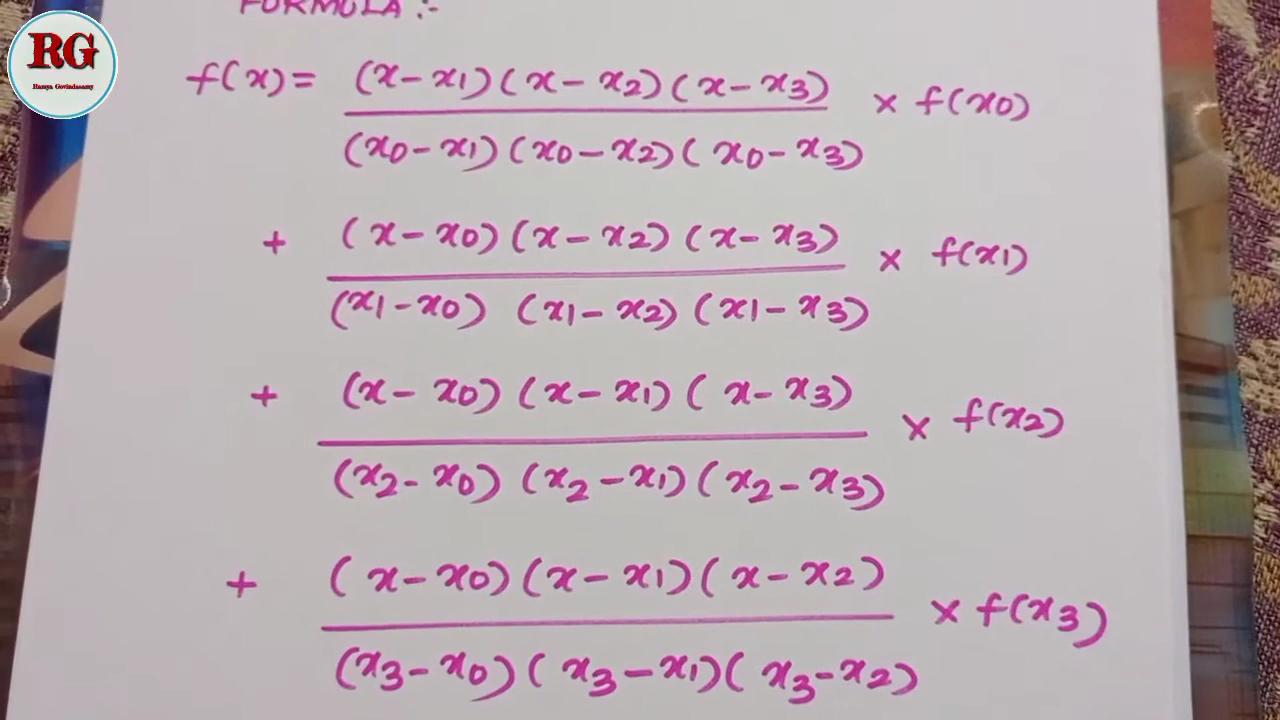 RG
Ramya Govindasamy
FORMULA :-
f(x) = (x-x1)(x-x2)(x-x3) × f(x0)
(x0-x1)(x0-x2)(x0-x3)
+ (x-x0)(x-x2)(x-x3) × f(x1)
(x1-x0) (x1-x2)(x1-x3)
+ (x-x0)(x-x1)(x-x3) × f(x2)
(x2-x0)(x2-x1)(x2-x3)
+ (x-x0)(x-x1)(x-x2) × f(x3)
(x3-x0)(x3-x1)(x3-x2)